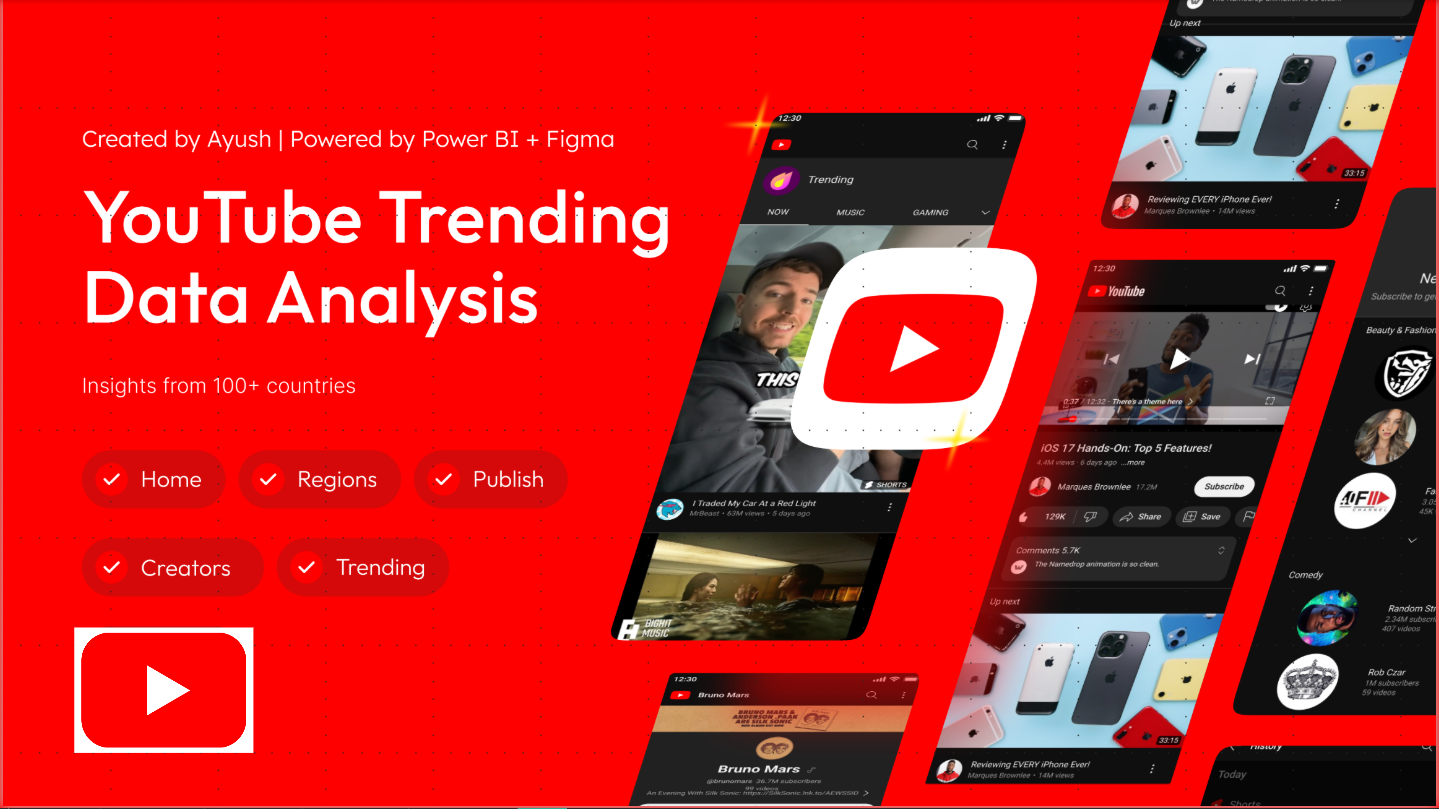 Created by Ayush | Powered by Power BI + Figma
YouTube Trending
Data Analysis
Insights from 100+ countries
Home
Regions
Publish
Creators
Trending
12:30
Trending
NOW
MUSIC
GAMING
THIS
SHORTS
I Traded My Car At a Red Light
MrBeast • 63M views • 5 days ago
BIGHIT
MUSIC
12:30
Bruno Mars
BRUNO MARS &
ANDERSON .PAAK
ARE SILK SONIC
Bruno Mars
@brunomars 36.7M subscribers
99 videos
An Evening With Silk Sonic: https://SilkSonic.lnk.to/AEWSSID
Up next
33:15
Reviewing EVERY iPhone Ever!
Marques Brownlee • 14M views
12:30
YouTube
0:37 / 12:32 • There's a theme here
iOS 17 Hands-On: Top 5 Features!
4.4M views · 6 days ago ...more
Marques Brownlee 17.2M
Subscribe
129K
Share
Save
Comments 5.7K
The Namedrop animation is so clean.
Up next
33:15
Reviewing EVERY iPhone Ever!
Marques Brownlee • 14M views
Ne
Subscribe to ge
Beauty & Fashion
CHANNEL
Fa
3.05
45K
Comedy
Random Str
2.34M subscri
407 videos
Rob Czar
1M subscribers
59 videos
History
Today
Shorts